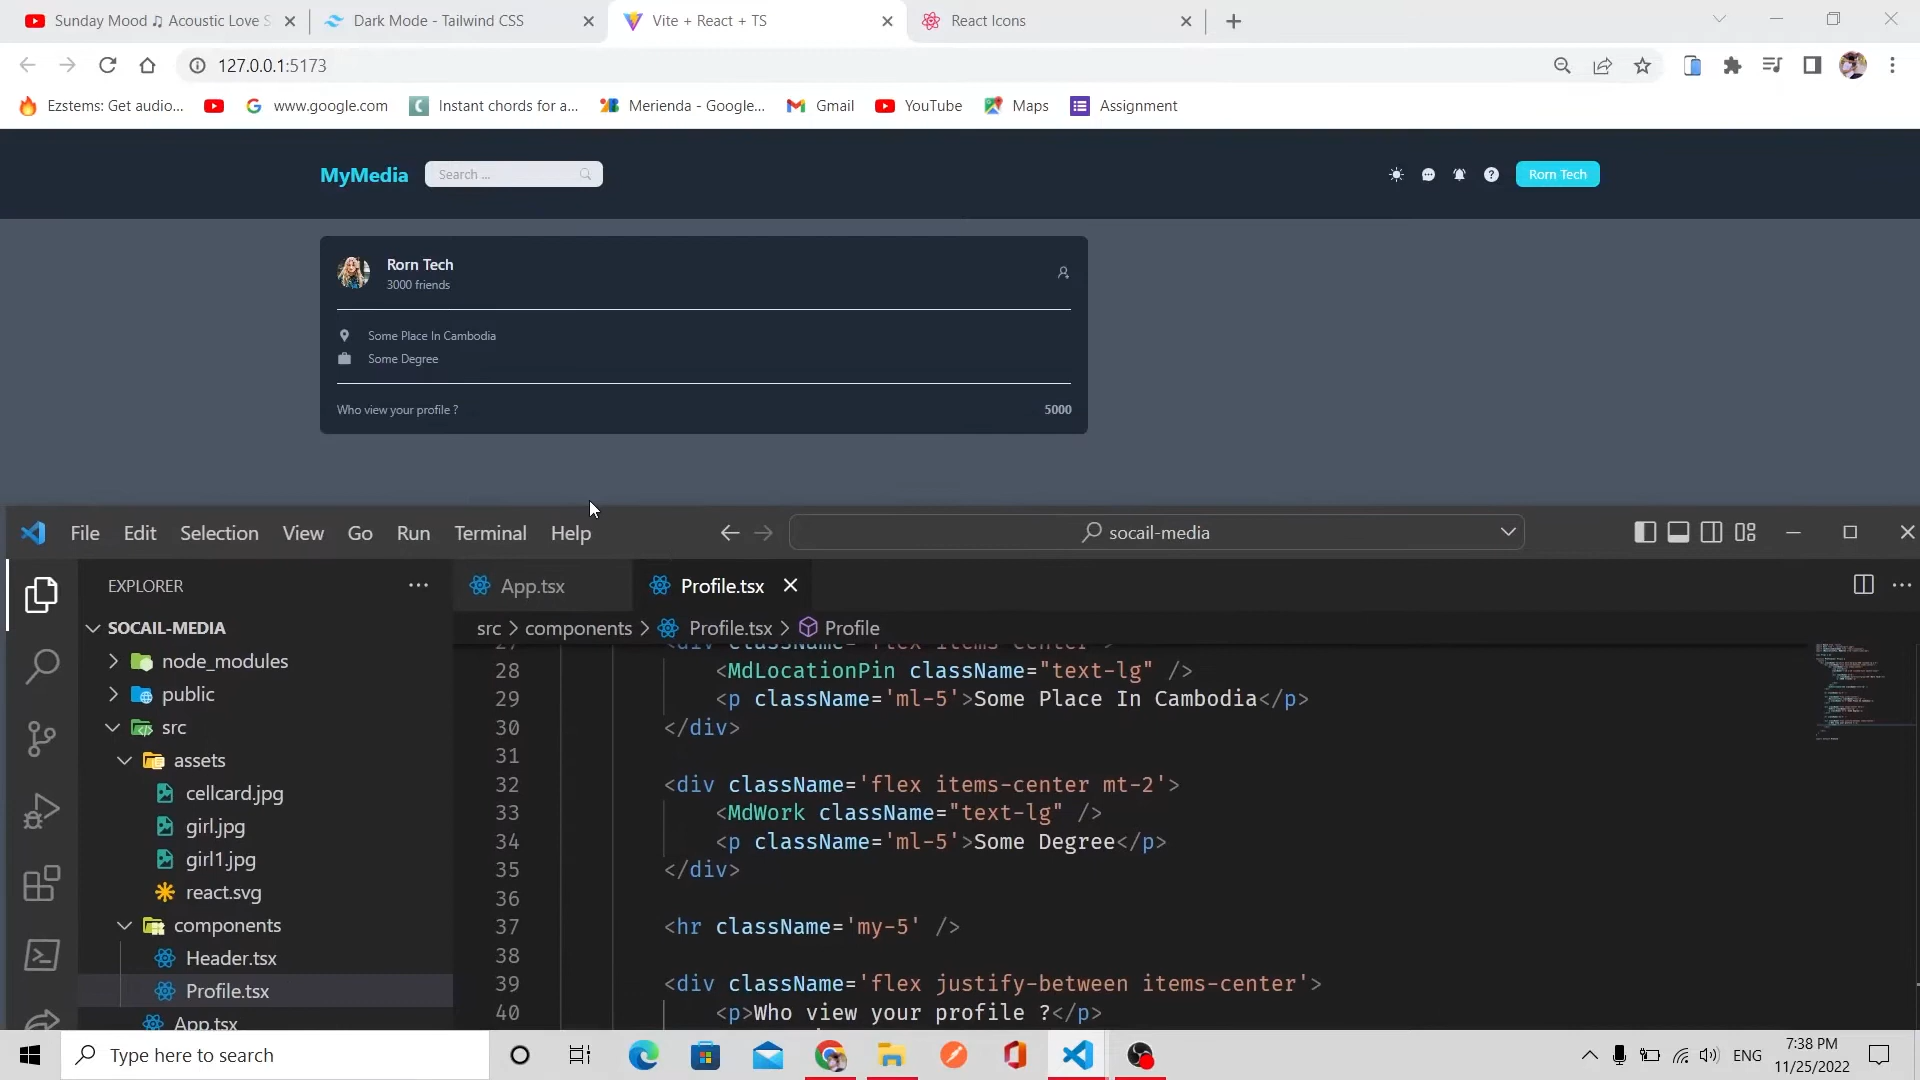 Sunday Mood ♫ Acoustic Love S
Dark Mode - Tailwind CSS
Vite + React + TS
React Icons
127.0.0.1:5173
Ezstems: Get audio...
www.google.com
Instant chords for a...
Merienda - Google...
Gmail
YouTube
Maps
Assignment
MyMedia
Search ...
Rorn Tech
Rorn Tech
3000 friends
Some Place In Cambodia
Some Degree
Who view your profile ?
5000
File Edit Selection View Go Run Terminal Help
socail-media
EXPLORER
App.tsx
Profile.tsx
SOCAIL-MEDIA
src > components > Profile.tsx > Profile
node_modules
public
src
assets
cellcard.jpg
girl.jpg
girl1.jpg
react.svg
components
Header.tsx
Profile.tsx
App.tsx
27 <div className='flex items-center'>
28 <MdLocationPin className="text-lg" />
29 <p className='ml-5'>Some Place In Cambodia</p>
30 </div>
31
32 <div className='flex items-center mt-2'>
33 <MdWork className="text-lg" />
34 <p className='ml-5'>Some Degree</p>
35 </div>
36
37 <hr className='my-5' />
38
39 <div className='flex justify-between items-center'>
40 <p>Who view your profile ?</p>
Type here to search
ENG
7:38 PM
11/25/2022